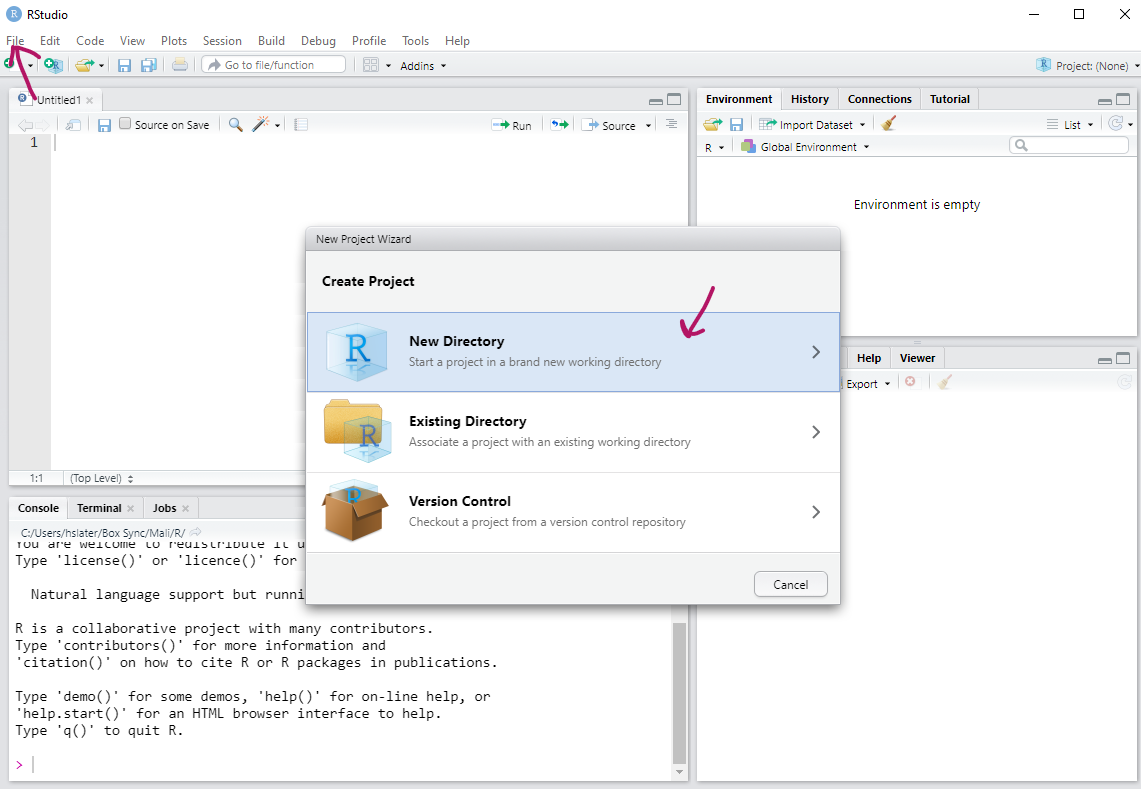 RStudio
File Edit Code View Plots Session Build Debug Profile Tools Help
Go to file/function Addins Project: (None)
Untitled1
Source on Save Run Source
1
1:1 (Top Level)
Environment History Connections Tutorial
Import Dataset List
R Global Environment
Environment is empty
New Project Wizard
Create Project
New Directory
Start a project in a brand new working directory
Existing Directory
Associate a project with an existing working directory
Version Control
Checkout a project from a version control repository
Cancel
Help Viewer
Export
Console Terminal Jobs
C:/Users/hslater/Box Sync/Mali/R/
You are welcome to redistribute it u
Type 'license()' or 'licence()' for
Natural language support but runni
R is a collaborative project with many contributors.
Type 'contributors()' for more information and
'citation()' on how to cite R or R packages in publications.
Type 'demo()' for some demos, 'help()' for on-line help, or
'help.start()' for an HTML browser interface to help.
Type 'q()' to quit R.
>